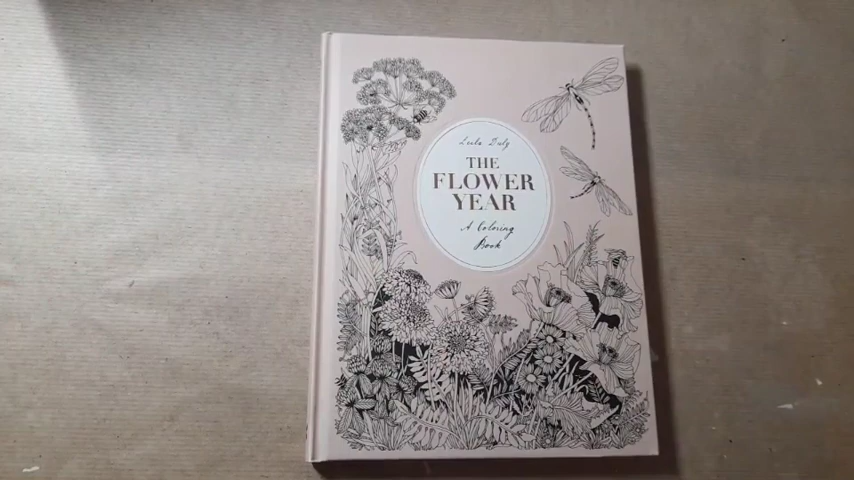 Leila Duly
THE
FLOWER
YEAR
A Coloring
Book